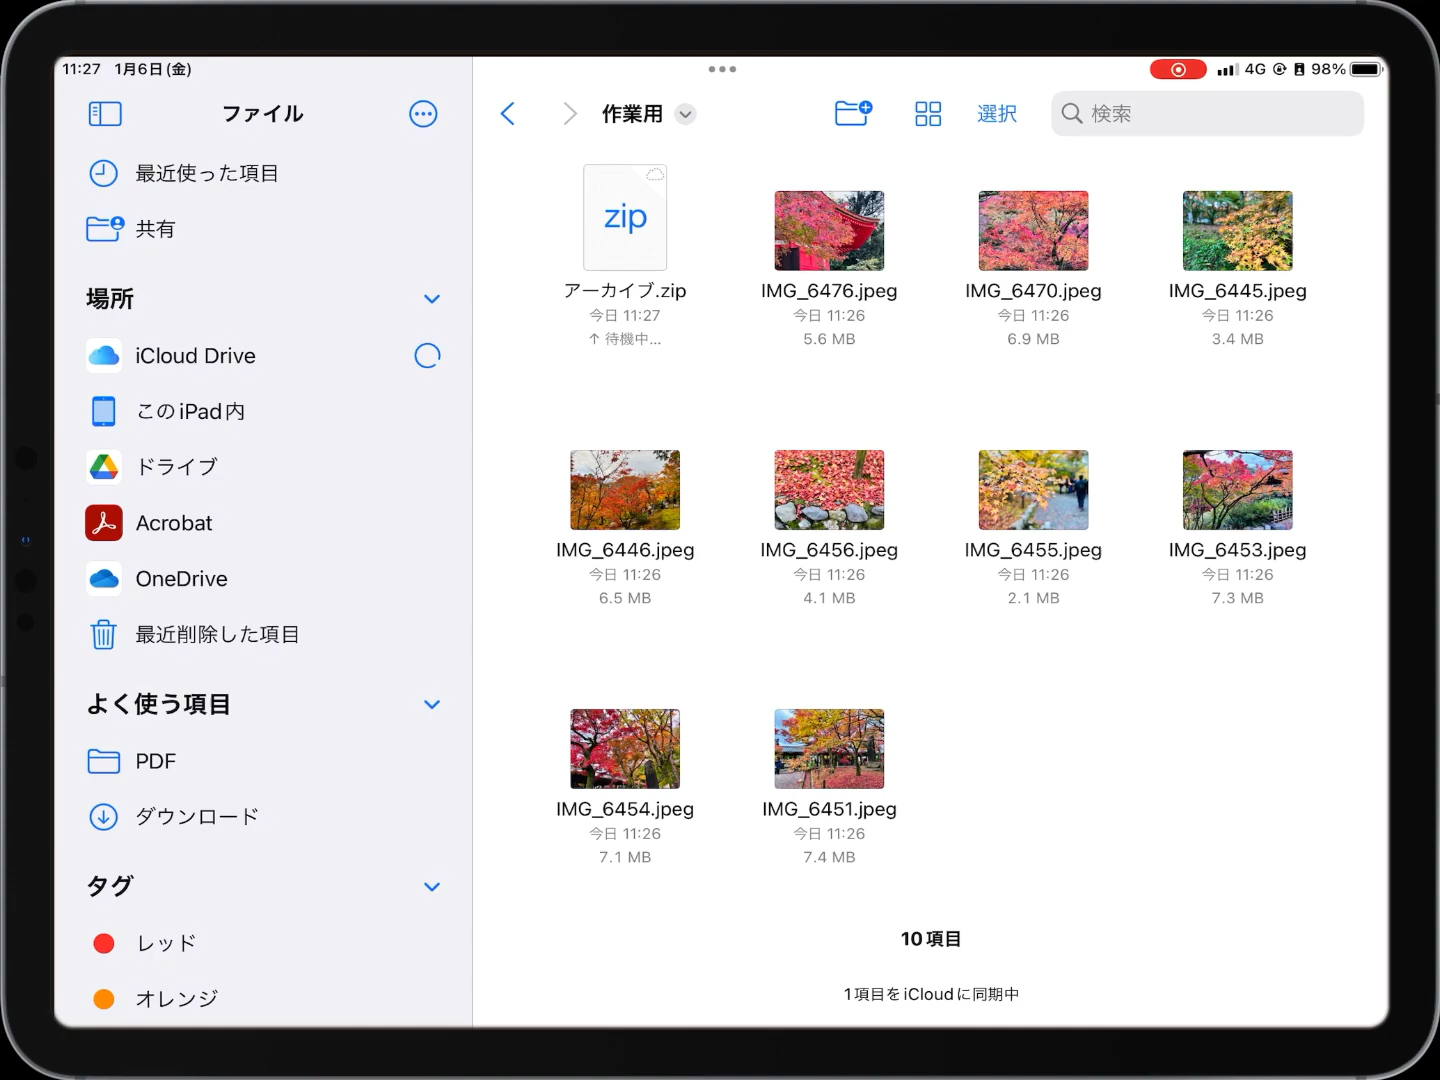 11:27 1月6日(金)
4G 98%
ファイル
最近使った項目
共有
場所
iCloud Drive
このiPad内
ドライブ
Acrobat
OneDrive
最近削除した項目
よく使う項目
PDF
ダウンロード
タグ
レッド
オレンジ
作業用
選択
検索
zip
アーカイブ.zip
今日 11:27
↑ 待機中...
IMG_6476.jpeg
今日 11:26
5.6 MB
IMG_6470.jpeg
今日 11:26
6.9 MB
IMG_6445.jpeg
今日 11:26
3.4 MB
IMG_6446.jpeg
今日 11:26
6.5 MB
IMG_6456.jpeg
今日 11:26
4.1 MB
IMG_6455.jpeg
今日 11:26
2.1 MB
IMG_6453.jpeg
今日 11:26
7.3 MB
IMG_6454.jpeg
今日 11:26
7.1 MB
IMG_6451.jpeg
今日 11:26
7.4 MB
10項目
1項目をiCloudに同期中